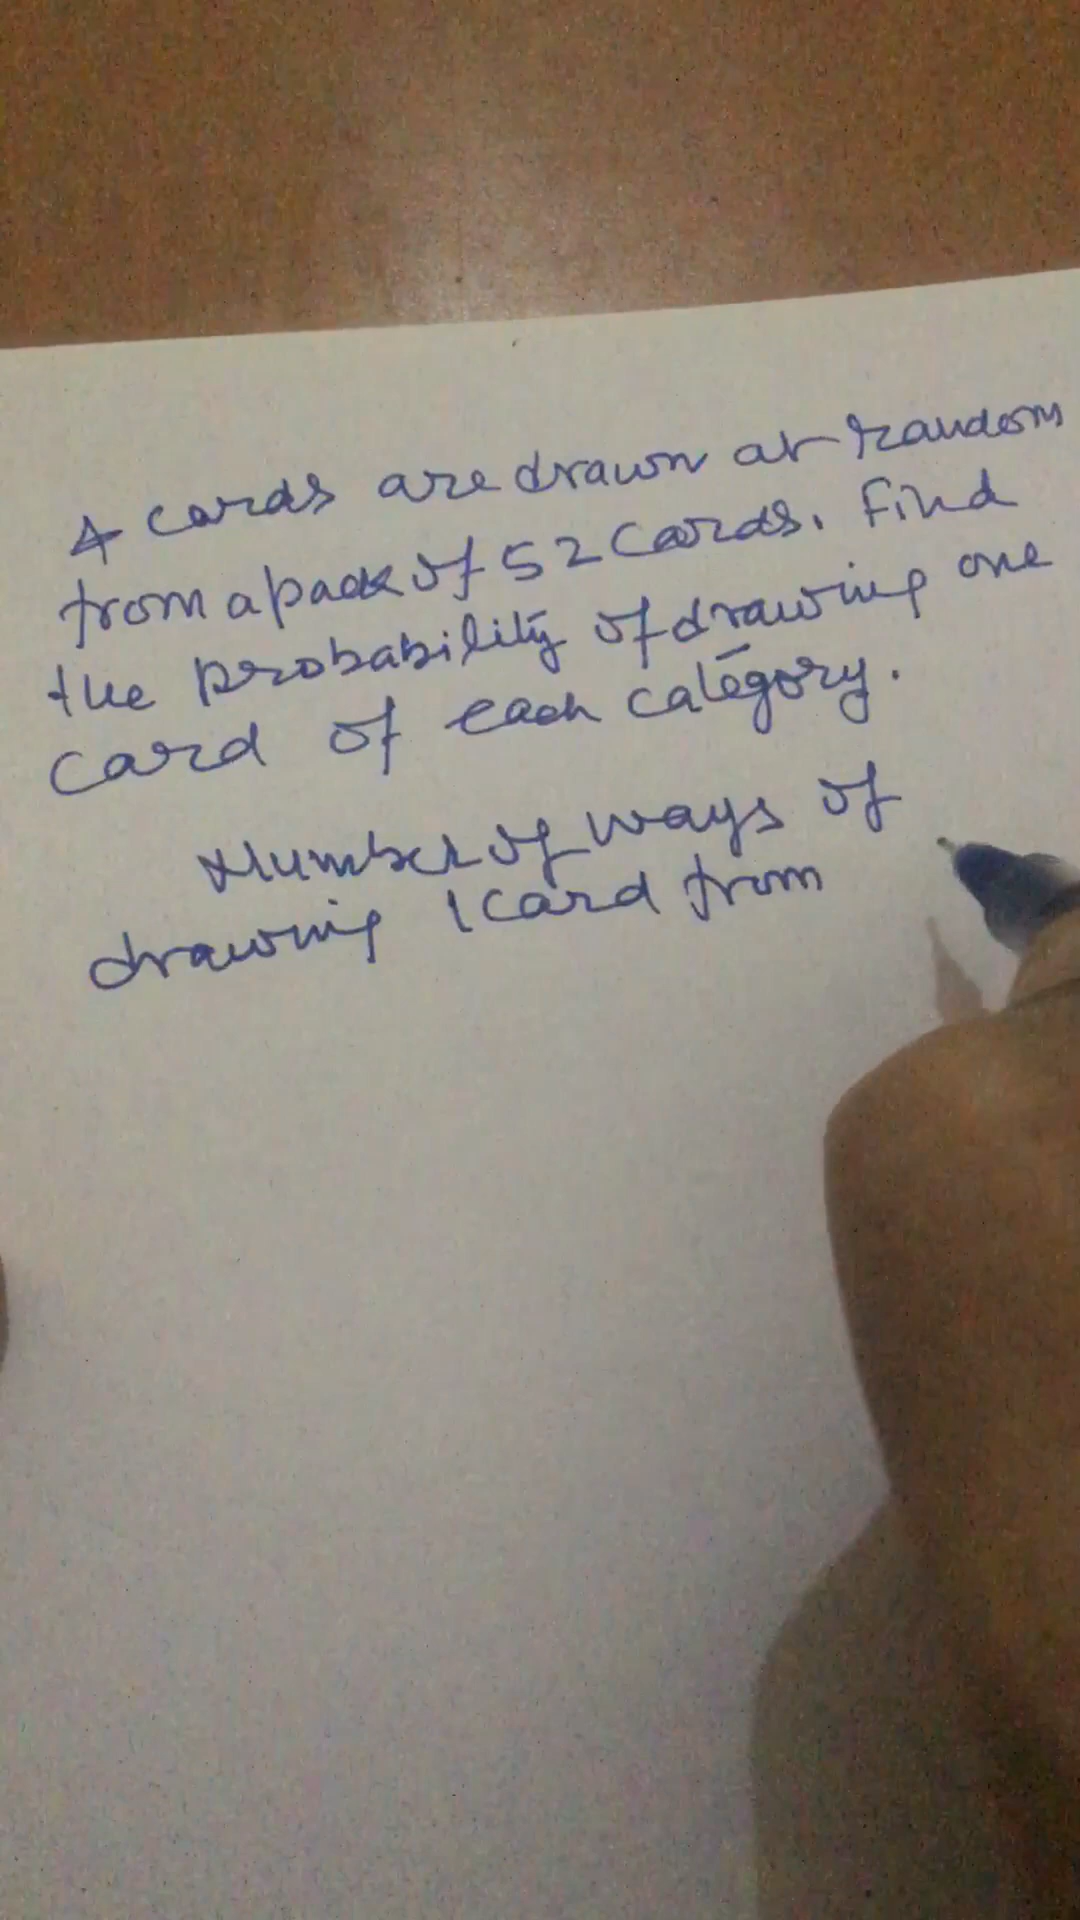 4 cards are drawn at random
from a pack of 52 cards. Find
the probability of drawing one
card of each category.
Number of ways of
drawing 1 card from